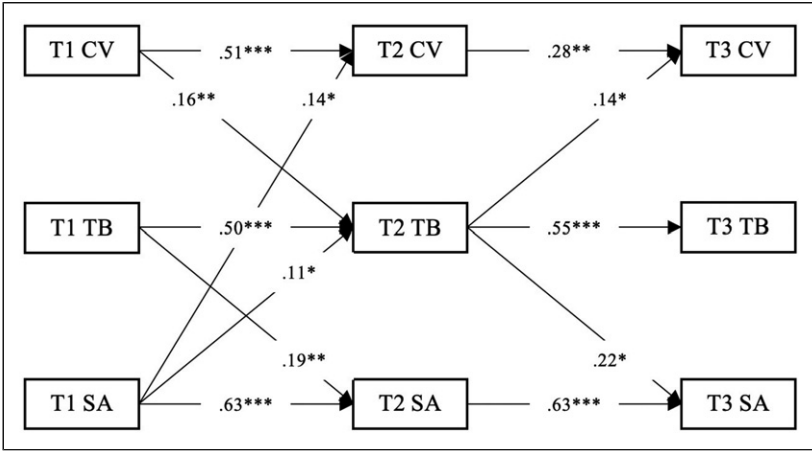 T1 CV
.51***
T2 CV
.28**
T3 CV
.16**
.14*
.14*
T1 TB
.50***
T2 TB
.55***
T3 TB
.11*
.19**
.22*
T1 SA
.63***
T2 SA
.63***
T3 SA